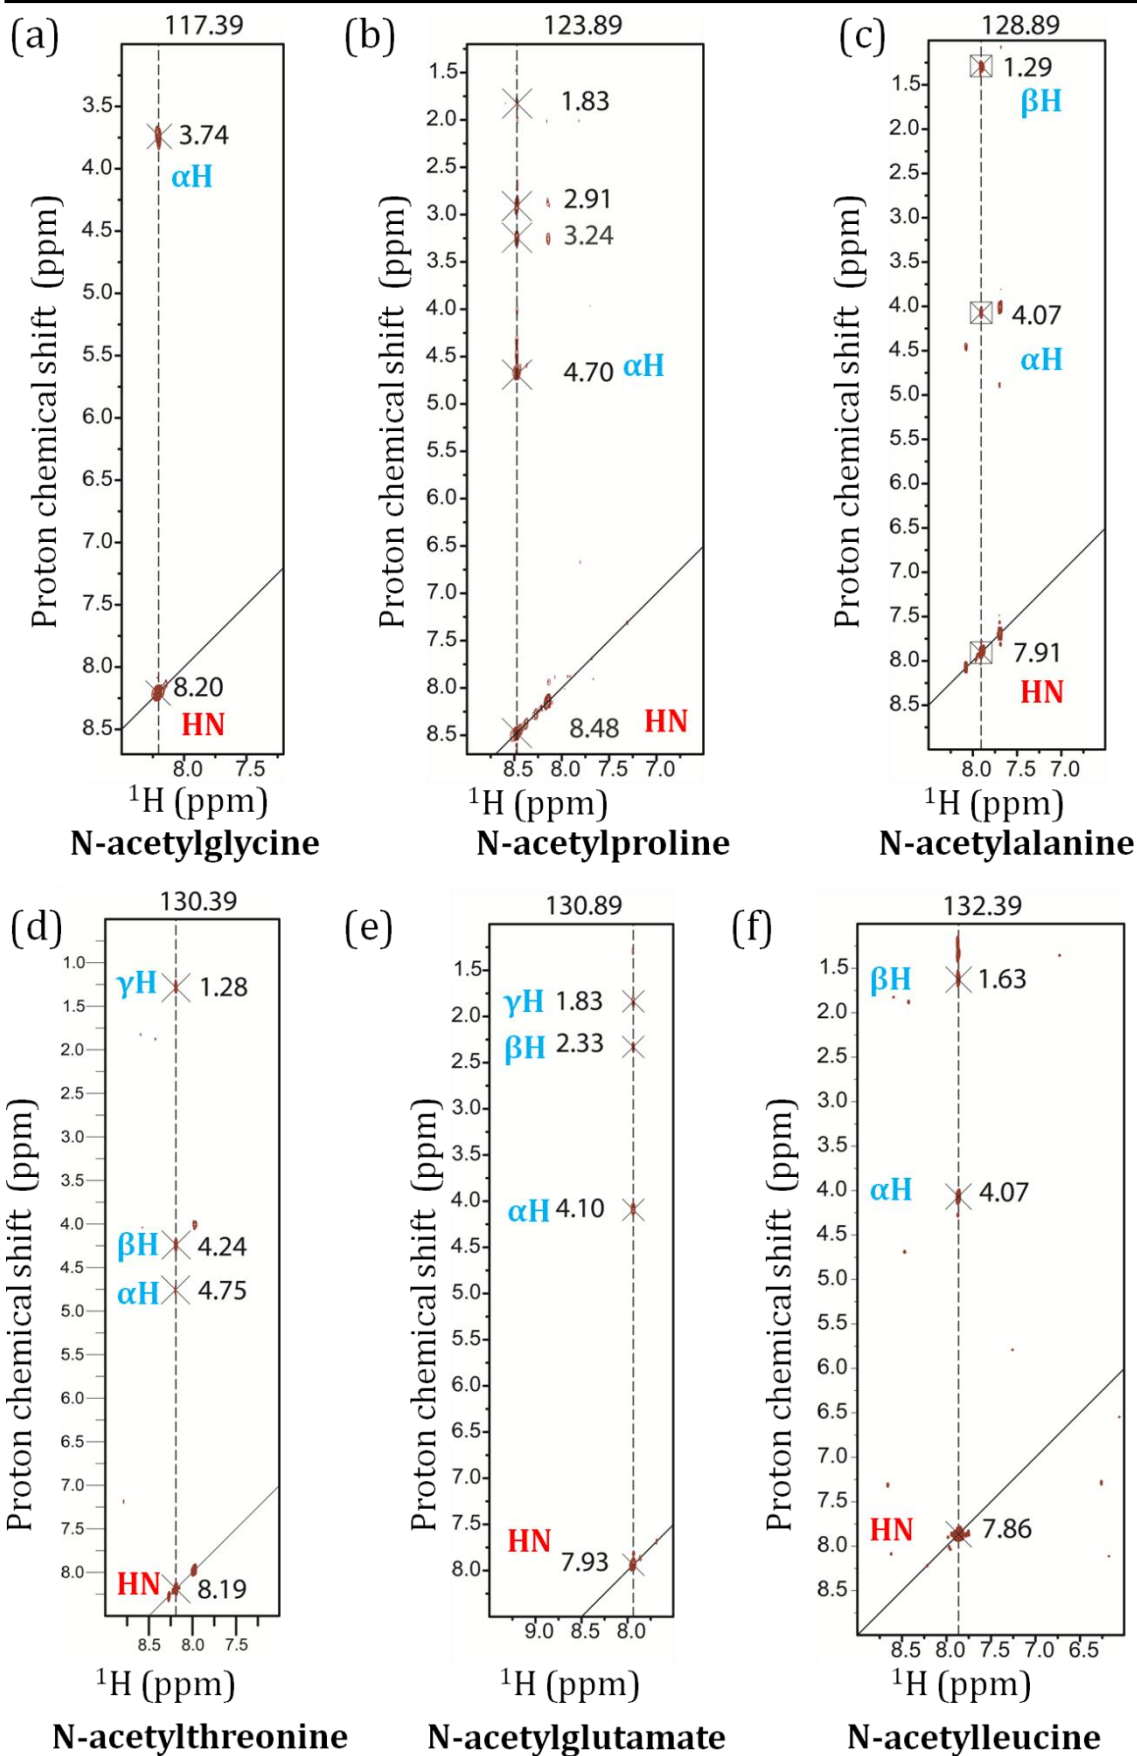 (a)
117.39
3.5
4.0
4.5
5.0
5.5
6.0
6.5
7.0
7.5
8.0
8.5
3.74
αH
8.20
HN
8.0 7.5
Proton chemical shift (ppm)
¹H (ppm)
N-acetylglycine
(b)
123.89
1.5
2.0
2.5
3.0
3.5
4.0
4.5
5.0
5.5
6.0
6.5
7.0
7.5
8.0
8.5
1.83
2.91
3.24
4.70 αH
8.48 HN
8.5 8.0 7.5 7.0
Proton chemical shift (ppm)
¹H (ppm)
N-acetylproline
(c)
128.89
1.5
2.0
2.5
3.0
3.5
4.0
4.5
5.0
5.5
6.0
6.5
7.0
7.5
8.0
8.5
1.29
βH
4.07
αH
7.91
HN
8.0 7.5 7.0
Proton chemical shift (ppm)
¹H (ppm)
N-acetylalanine
(d)
130.39
1.0
1.5
2.0
2.5
3.0
3.5
4.0
4.5
5.0
5.5
6.0
6.5
7.0
7.5
8.0
γH 1.28
βH 4.24
αH 4.75
HN 8.19
8.5 8.0 7.5
Proton chemical shift (ppm)
¹H (ppm)
N-acetylthreonine
(e)
130.89
1.5
2.0
2.5
3.0
3.5
4.0
4.5
5.0
5.5
6.0
6.5
7.0
7.5
8.0
γH 1.83
βH 2.33
αH 4.10
HN 7.93
9.0 8.5 8.0
Proton chemical shift (ppm)
¹H (ppm)
N-acetylglutamate
(f)
132.39
1.5
2.0
2.5
3.0
3.5
4.0
4.5
5.0
5.5
6.0
6.5
7.0
7.5
8.0
8.5
βH 1.63
αH 4.07
HN 7.86
8.5 8.0 7.5 7.0 6.5
Proton chemical shift (ppm)
¹H (ppm)
N-acetylleucine